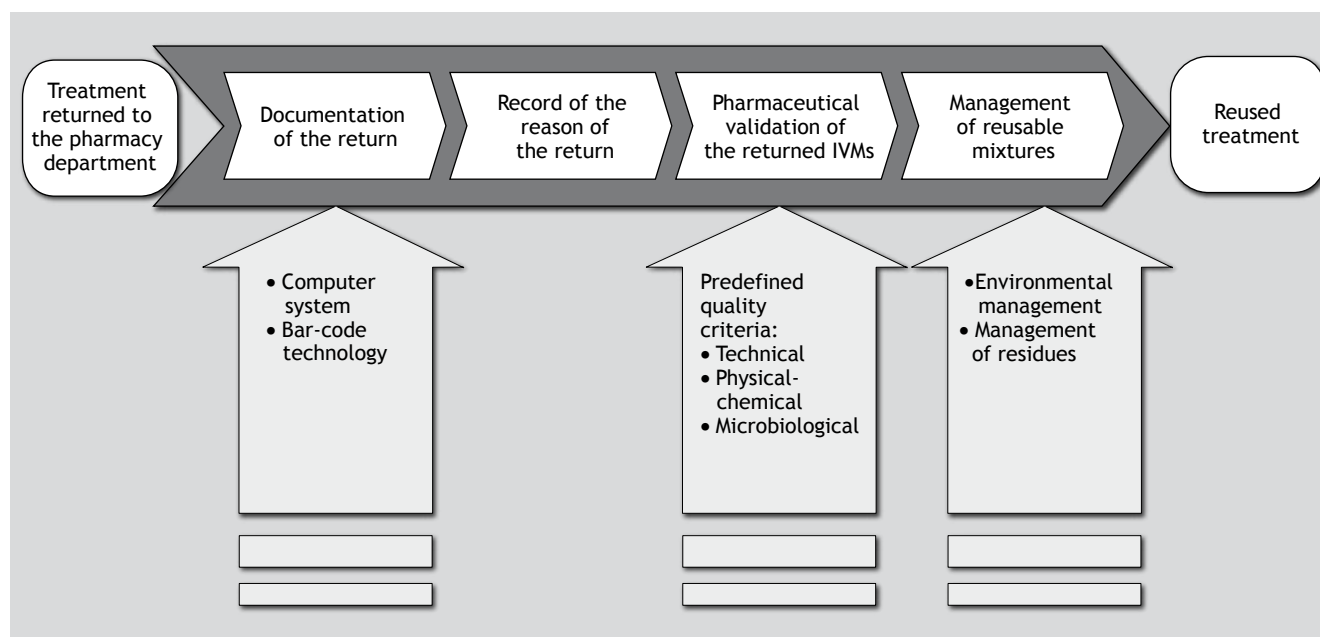 Treatment
returned to
the pharmacy
department
Documentation
of the return
Record of the
reason of
the return
Pharmaceutical
validation of
the returned IVMs
Management
of reusable
mixtures
Reused
treatment
• Computer
system
• Bar-code
technology
Predefined
quality
criteria:
• Technical
• Physical-
chemical
• Microbiological
•Environmental
management
• Management
of residues